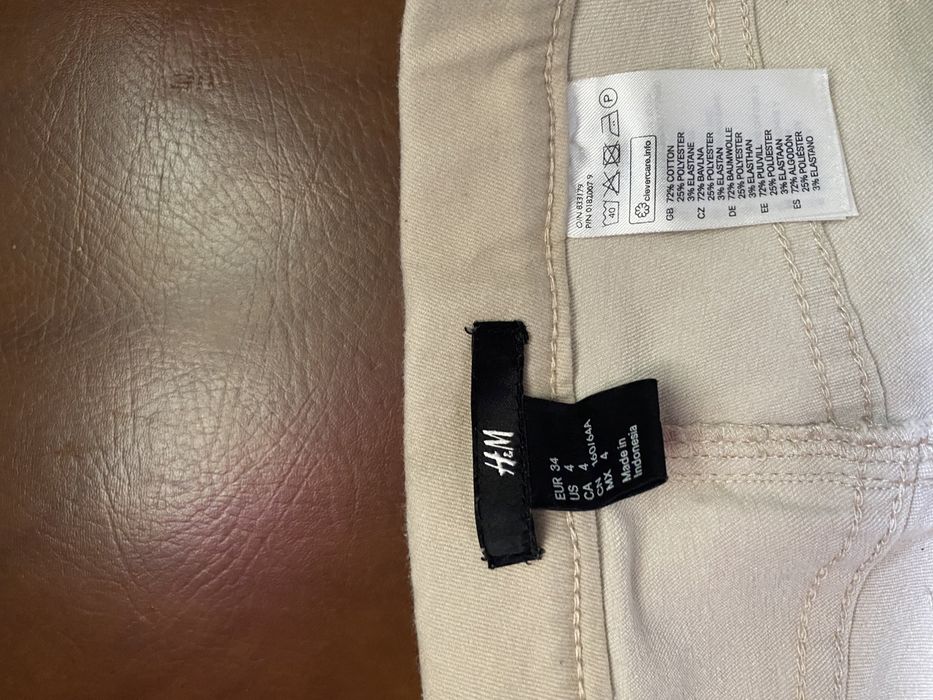 H&M
EUR 34
US 4
CA 4
CN 160/64A
MX 4
Made in
Indonesia
O/N 833179
P/N 0182007 9
40
P
clevercare.info
GB 72% COTTON
25% POLYESTER
3% ELASTANE
CZ 72% BAVLNA
25% POLYESTER
3% ELASTAN
DE 72% BAUMWOLLE
25% POLYESTER
3% ELASTHAN
EE 72% PUUVILL
25% POLÜESTER
3% ELASTAAN
ES 72% ALGODÓN
25% POLIÉSTER
3% ELASTANO